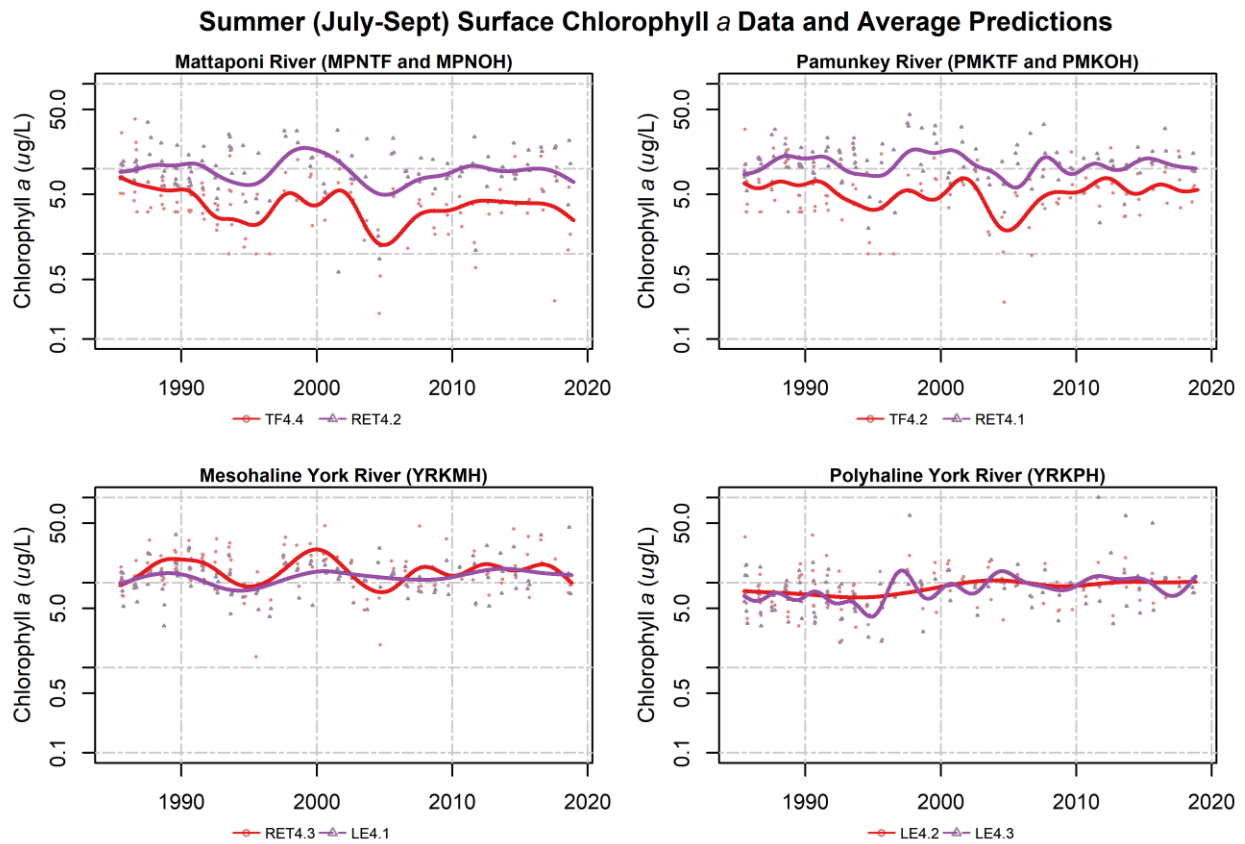 Summer (July-Sept) Surface Chlorophyll a Data and Average Predictions
Mattaponi River (MPNTF and MPNOH)
Chlorophyll a (ug/L)
50.0
5.0
0.5
0.1
1990 2000 2010 2020
TF4.4 RET4.2
Pamunkey River (PMKTF and PMKOH)
Chlorophyll a (ug/L)
50.0
5.0
0.5
0.1
1990 2000 2010 2020
TF4.2 RET4.1
Mesohaline York River (YRKMH)
Chlorophyll a (ug/L)
50.0
50.0
0.5
0.1
1990 2000 2010 2020
RET4.3 LE4.1
Polyhaline York River (YRKPH)
Chlorophyll a (ug/L)
50.0
50.0
0.5
0.1
1990 2000 2010 2020
LE4.2 LE4.3